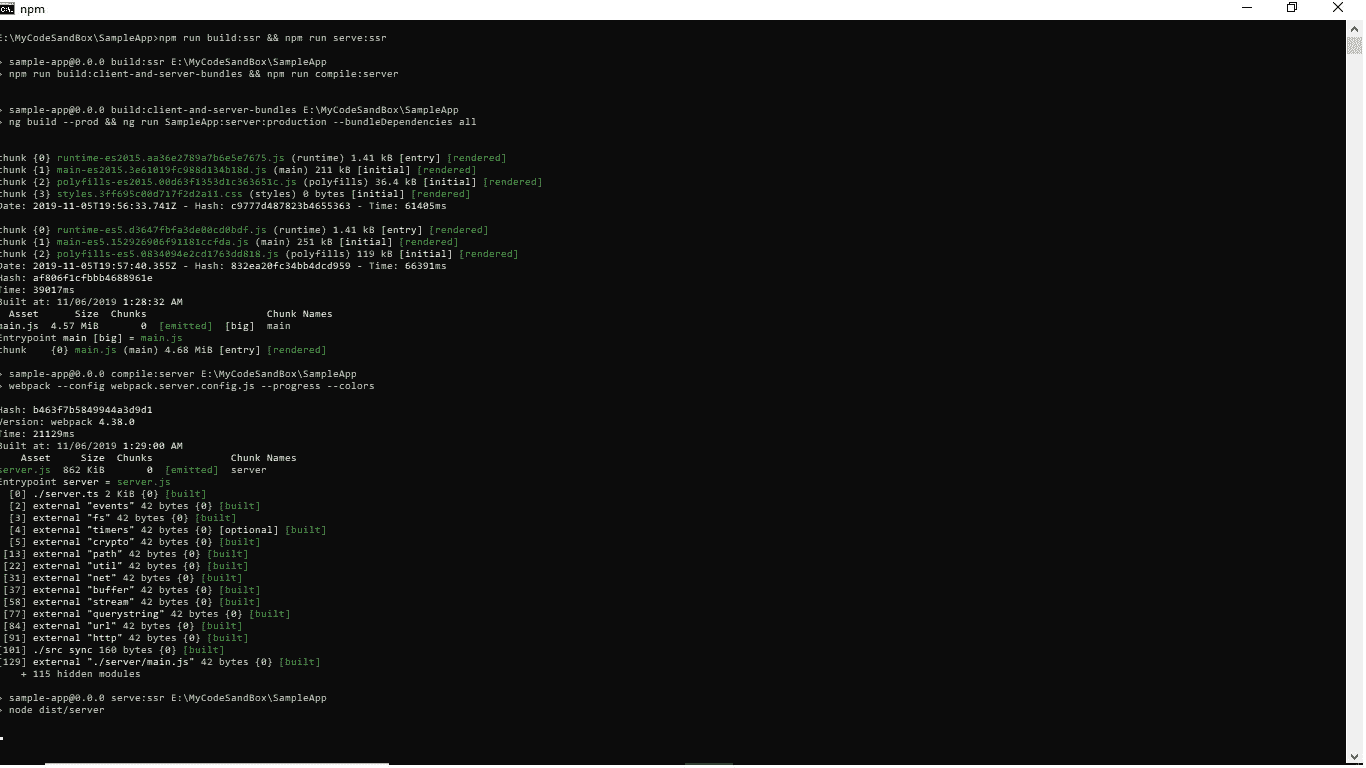 npm
E:\MyCodeSandBox\SampleApp>npm run build:ssr && npm run serve:ssr
> sample-app@0.0.0 build:ssr E:\MyCodeSandBox\SampleApp
> npm run build:client-and-server-bundles && npm run compile:server
> sample-app@0.0.0 build:client-and-server-bundles E:\MyCodeSandBox\SampleApp
> ng build --prod && ng run SampleApp:server:production --bundleDependencies all
chunk {0} runtime-es2015.aa36e2789a7b6e5e7675.js (runtime) 1.41 kB [entry] [rendered]
chunk {1} main-es2015.3e61019fc988d134b18d.js (main) 211 kB [initial] [rendered]
chunk {2} polyfills-es2015.00d63f1353d1c363651c.js (polyfills) 36.4 kB [initial] [rendered]
chunk {3} styles.3ff695c00d717f2d2a11.css (styles) 0 bytes [initial] [rendered]
Date: 2019-11-05T19:56:33.741Z - Hash: c9777d487823b4655363 - Time: 61405ms
chunk {0} runtime-es5.d3647fbfa3de00cd0bdf.js (runtime) 1.41 kB [entry] [rendered]
chunk {1} main-es5.152926906f91181ccfda.js (main) 251 kB [initial] [rendered]
chunk {2} polyfills-es5.0834094e2cd1763dd818.js (polyfills) 119 kB [initial] [rendered]
Date: 2019-11-05T19:57:40.355Z - Hash: 832ea20fc34bb4dcd959 - Time: 66391ms
Hash: af806f1cfbbb4688961e
Time: 39017ms
Built at: 11/06/2019 1:28:32 AM
Asset Size Chunks Chunk Names
main.js 4.57 MiB 0 [emitted] [big] main
Entrypoint main [big] = main.js
chunk {0} main.js (main) 4.68 MiB [entry] [rendered]
> sample-app@0.0.0 compile:server E:\MyCodeSandBox\SampleApp
> webpack --config webpack.server.config.js --progress --colors
Hash: b463f7b5849944a3d9d1
Version: webpack 4.38.0
Time: 21129ms
Built at: 11/06/2019 1:29:00 AM
Asset Size Chunks Chunk Names
server.js 862 KiB 0 [emitted] server
Entrypoint server = server.js
[0] ./server.ts 2 KiB {0} [built]
[2] external "events" 42 bytes {0} [built]
[3] external "fs" 42 bytes {0} [built]
[4] external "timers" 42 bytes {0} [optional] [built]
[5] external "crypto" 42 bytes {0} [built]
[13] external "path" 42 bytes {0} [built]
[22] external "util" 42 bytes {0} [built]
[31] external "net" 42 bytes {0} [built]
[37] external "buffer" 42 bytes {0} [built]
[58] external "stream" 42 bytes {0} [built]
[77] external "querystring" 42 bytes {0} [built]
[84] external "url" 42 bytes {0} [built]
[91] external "http" 42 bytes {0} [built]
[101] ./src sync 160 bytes {0} [built]
[129] external "./server/main.js" 42 bytes {0} [built]
+ 115 hidden modules
> sample-app@0.0.0 serve:ssr E:\MyCodeSandBox\SampleApp
> node dist/server